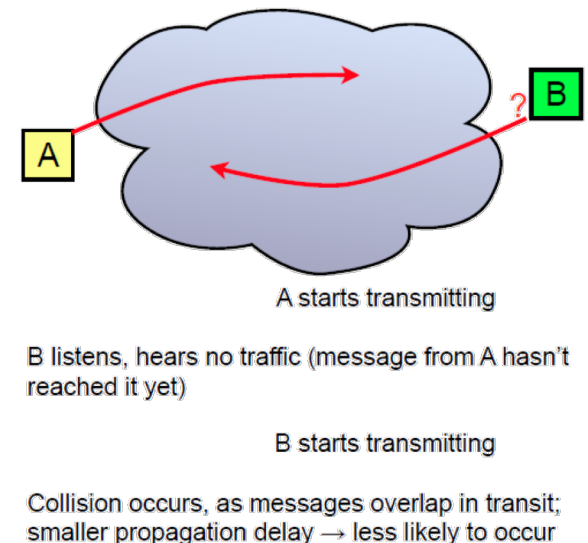 B
?
A
A starts transmitting
B listens, hears no traffic (message from A hasn't
reached it yet)
B starts transmitting
Collision occurs, as messages overlap in transit;
smaller propagation delay → less likely to occur